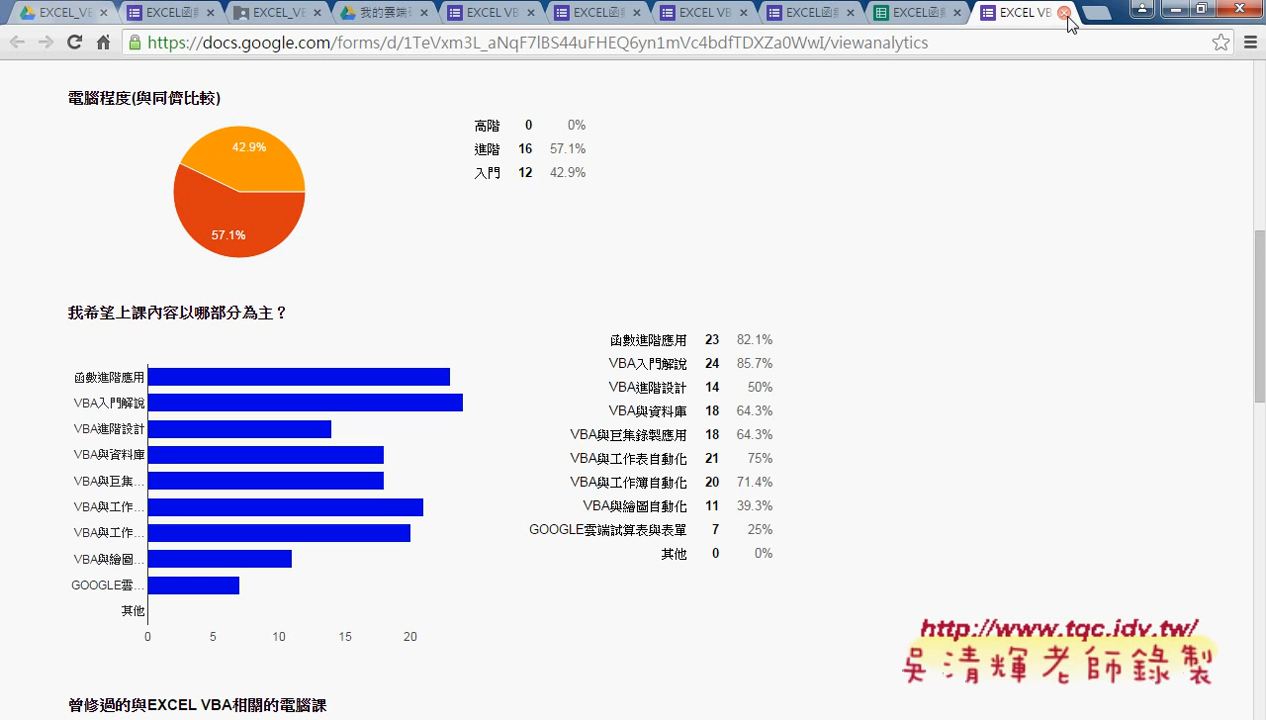 EXCEL_VE
EXCEL函數
EXCEL_VE
我的雲端
EXCEL VB
EXCEL函數
EXCEL VB
EXCEL函數
EXCEL函數
EXCEL VB
https://docs.google.com/forms/d/1TeVxm3L_aNqF7lBS44uFHEQ6yn1mVc4bdfTDXZa0WwI/viewanalytics
電腦程度(與同儕比較)
42.9%
57.1%
高階 0 0%
進階 16 57.1%
入門 12 42.9%
我希望上課內容以哪部分為主？
函數進階應用
VBA入門解說
VBA進階設計
VBA與資料庫
VBA與巨集...
VBA與工作...
VBA與工作...
VBA與繪圖...
GOOGLE雲...
其他
0 5 10 15 20
函數進階應用 23 82.1%
VBA入門解說 24 85.7%
VBA進階設計 14 50%
VBA與資料庫 18 64.3%
VBA與巨集錄製應用 18 64.3%
VBA與工作表自動化 21 75%
VBA與工作簿自動化 20 71.4%
VBA與繪圖自動化 11 39.3%
GOOGLE雲端試算表與表單 7 25%
其他 0 0%
http://www.tqc.idv.tw/
吳清輝老師錄製
曾修過的與EXCEL VBA相關的電腦課